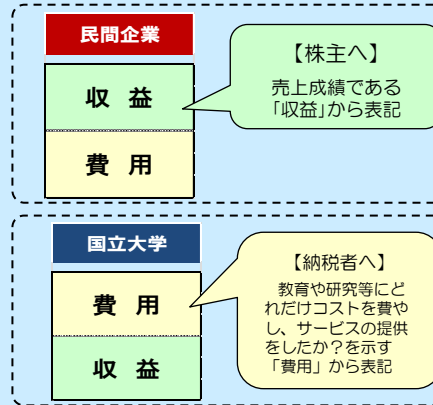 民間企業
収 益
費 用
【株主へ】
売上成績である
「収益」から表記
国立大学
費 用
収 益
【納税者へ】
教育や研究等にど
れだけコストを費や
し、サービスの提供
をしたか？を示す
「費用」から表記